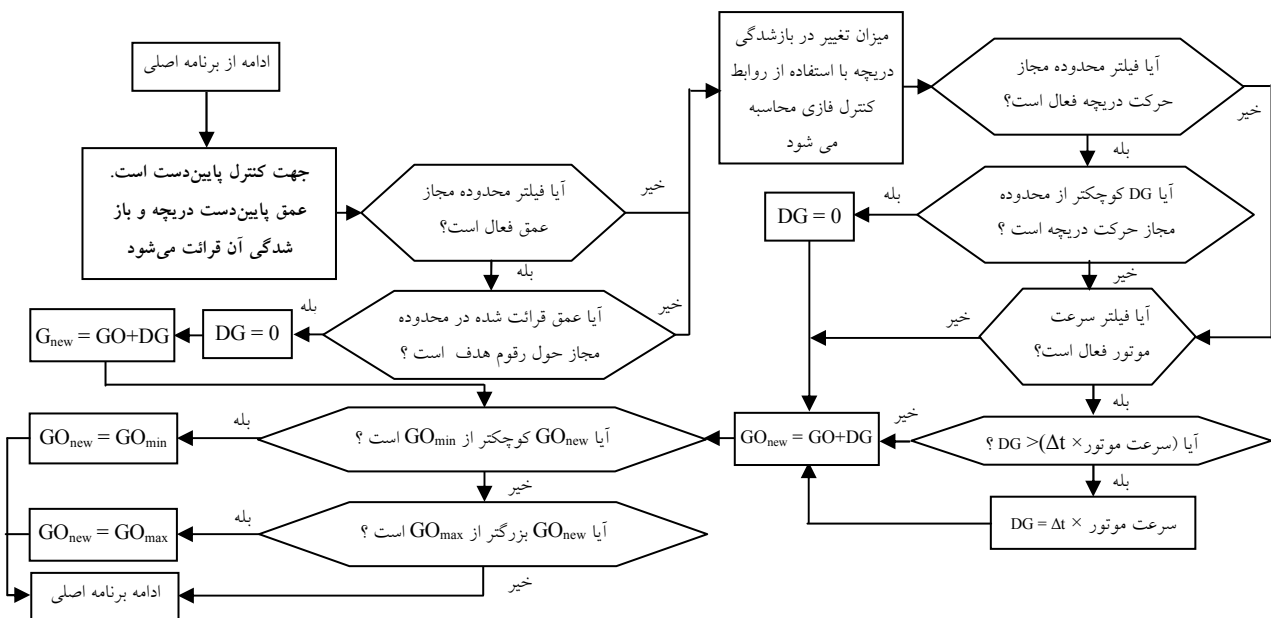 ادامه از برنامه اصلی
جهت کنترل پایین‌دست است.
عمق پایین‌دست دریچه و باز
شدگی آن قرائت می‌شود
آیا فیلتر محدوده مجاز
عمق فعال است؟
خیر
بله
آیا عمق قرائت شده در محدوده
مجاز حول رقوم هدف است ؟
خیر
بله
DG = 0
Gnew = GO+DG
میزان تغییر در بازشدگی
دریچه با استفاده از روابط
کنترل فازی محاسبه
می شود
آیا فیلتر محدوده مجاز
حرکت دریچه فعال است؟
خیر
بله
آیا DG کوچکتر از محدوده
مجاز حرکت دریچه است ؟
بله
DG = 0
خیر
آیا فیلتر سرعت
موتور فعال است؟
خیر
بله
آیا (سرعت موتور× Δt)< DG ؟
خیر
بله
DG = Δt × سرعت موتور
GOnew = GO+DG
آیا GOnew کوچکتر از GOmin است ؟
بله
GOnew = GOmin
خیر
آیا GOnew بزرگتر از GOmax است ؟
بله
GOnew = GOmax
خیر
ادامه برنامه اصلی